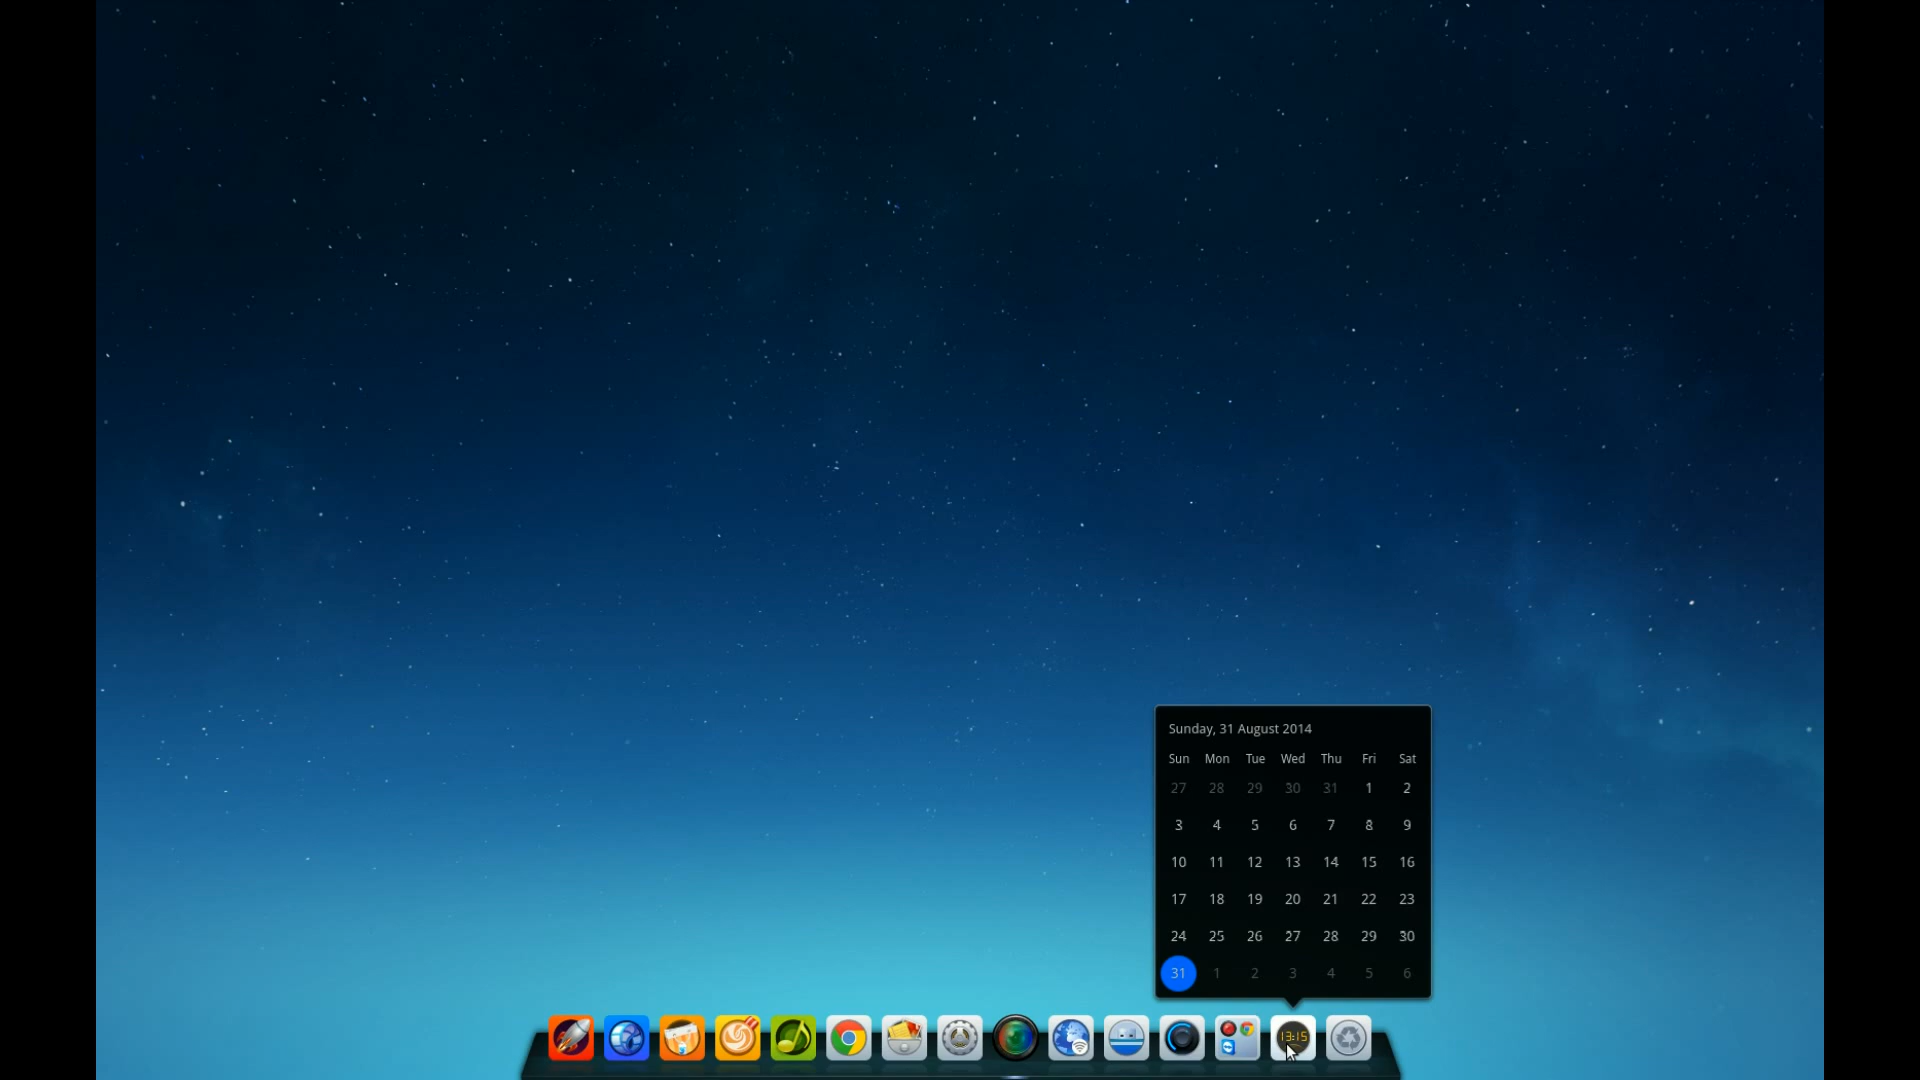 Sunday, 31 August 2014
Sun Mon Tue Wed Thu Fri Sat
27 28 29 30 31 1 2
3 4 5 6 7 8 9
10 11 12 13 14 15 16
17 18 19 20 21 22 23
24 25 26 27 28 29 30
31 1 2 3 4 5 6
13:15